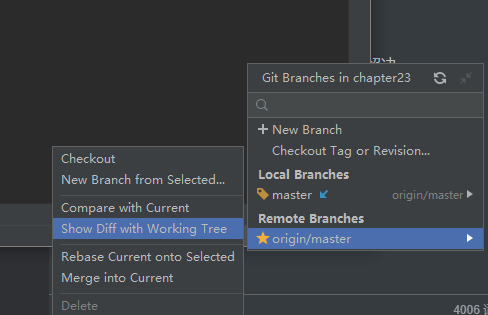 Git Branches in chapter23
New Branch
Checkout Tag or Revision...
Local Branches
master origin/master
Remote Branches
origin/master
Checkout
New Branch from Selected...
Compare with Current
Show Diff with Working Tree
Rebase Current onto Selected
Merge into Current
Delete
4006